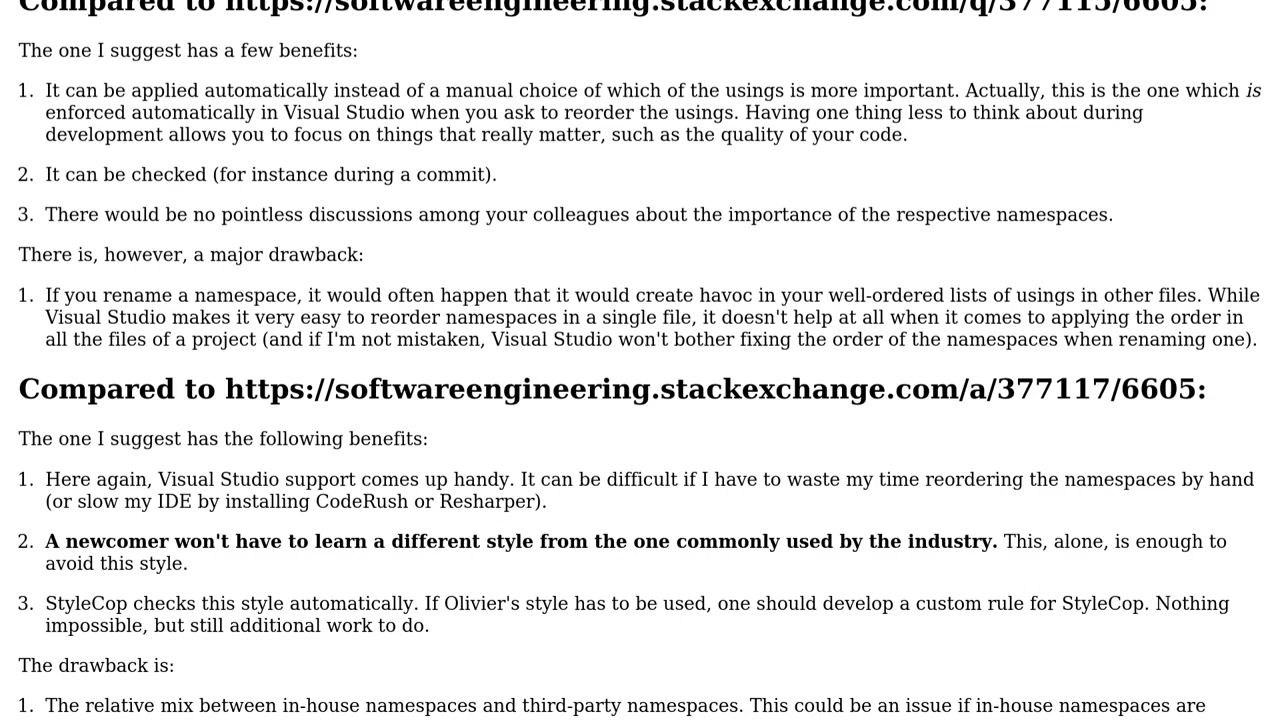 Compared to https://softwareengineering.stackexchange.com/q/377115/6605:
The one I suggest has a few benefits:
1. It can be applied automatically instead of a manual choice of which of the usings is more important. Actually, this is the one which is
enforced automatically in Visual Studio when you ask to reorder the usings. Having one thing less to think about during
development allows you to focus on things that really matter, such as the quality of your code.
2. It can be checked (for instance during a commit).
3. There would be no pointless discussions among your colleagues about the importance of the respective namespaces.
There is, however, a major drawback:
1. If you rename a namespace, it would often happen that it would create havoc in your well-ordered lists of usings in other files. While
Visual Studio makes it very easy to reorder namespaces in a single file, it doesn't help at all when it comes to applying the order in
all the files of a project (and if I'm not mistaken, Visual Studio won't bother fixing the order of the namespaces when renaming one).
Compared to https://softwareengineering.stackexchange.com/a/377117/6605:
The one I suggest has the following benefits:
1. Here again, Visual Studio support comes up handy. It can be difficult if I have to waste my time reordering the namespaces by hand
(or slow my IDE by installing CodeRush or Resharper).
2. A newcomer won't have to learn a different style from the one commonly used by the industry. This, alone, is enough to
avoid this style.
3. StyleCop checks this style automatically. If Olivier's style has to be used, one should develop a custom rule for StyleCop. Nothing
impossible, but still additional work to do.
The drawback is:
1. The relative mix between in-house namespaces and third-party namespaces. This could be an issue if in-house namespaces are